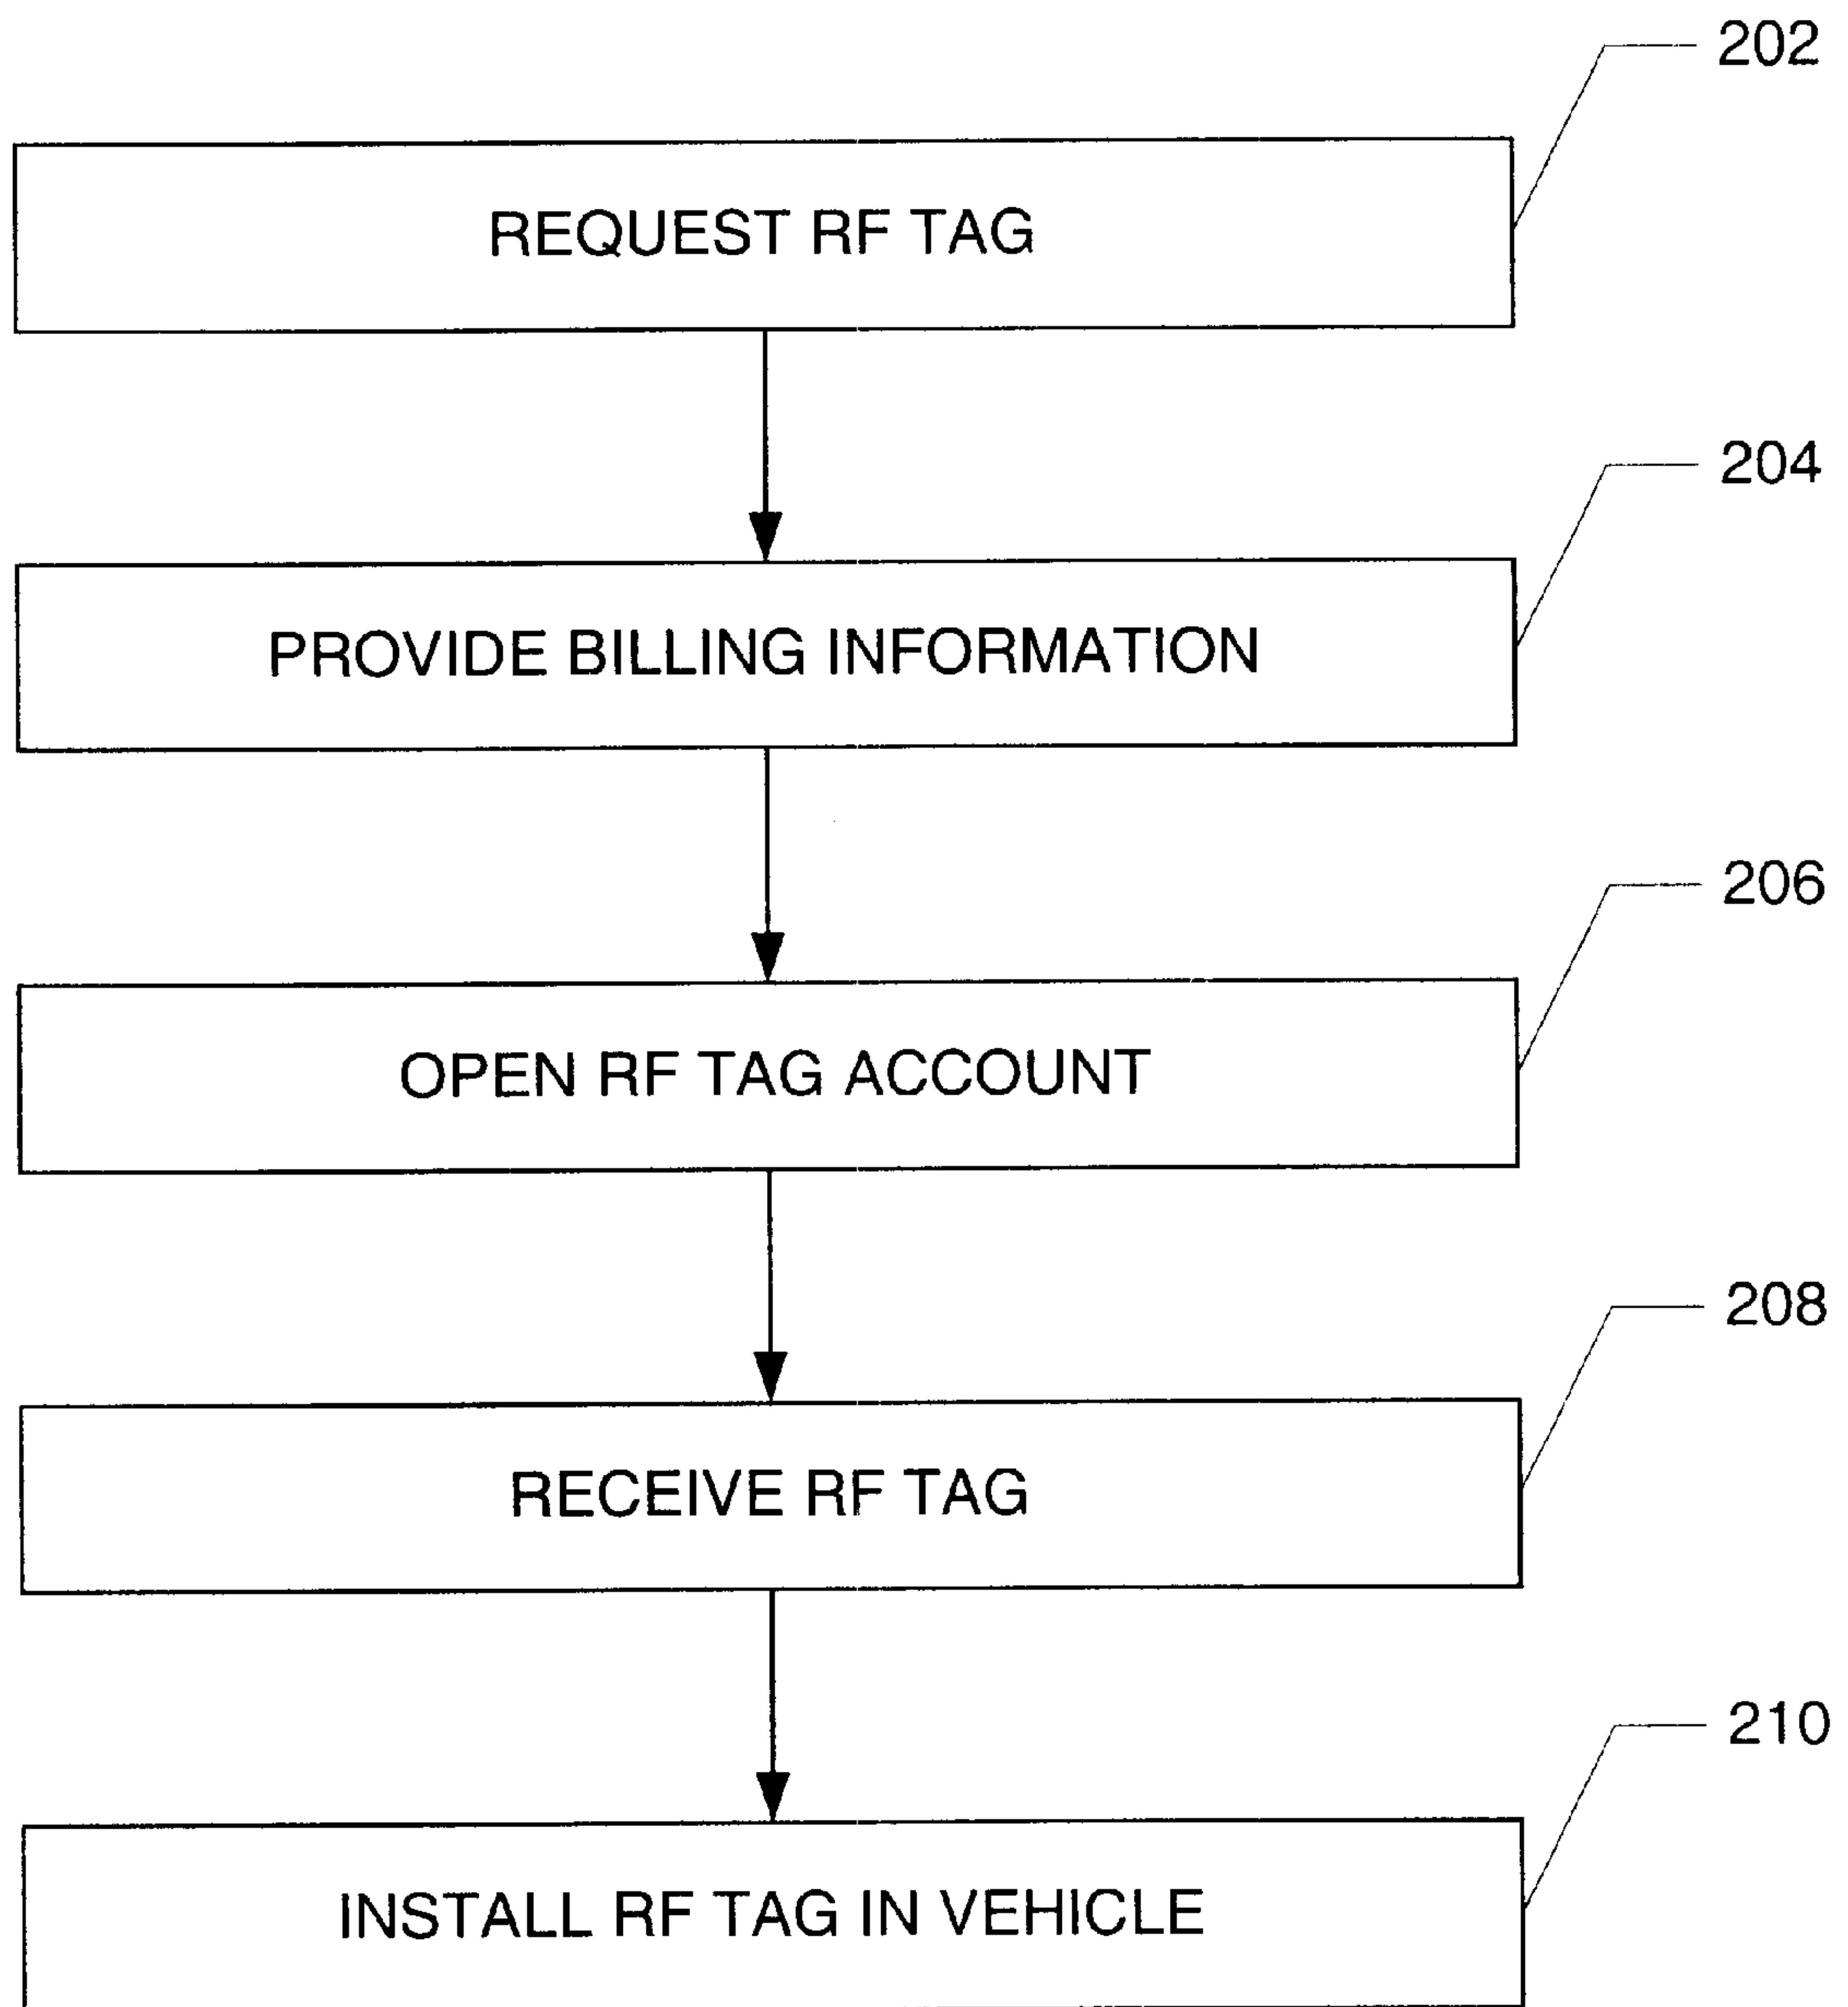 202
REQUEST RF TAG
204
PROVIDE BILLING INFORMATION
206
OPEN RF TAG ACCOUNT
208
RECEIVE RF TAG
210
INSTALL RF TAG IN VEHICLE